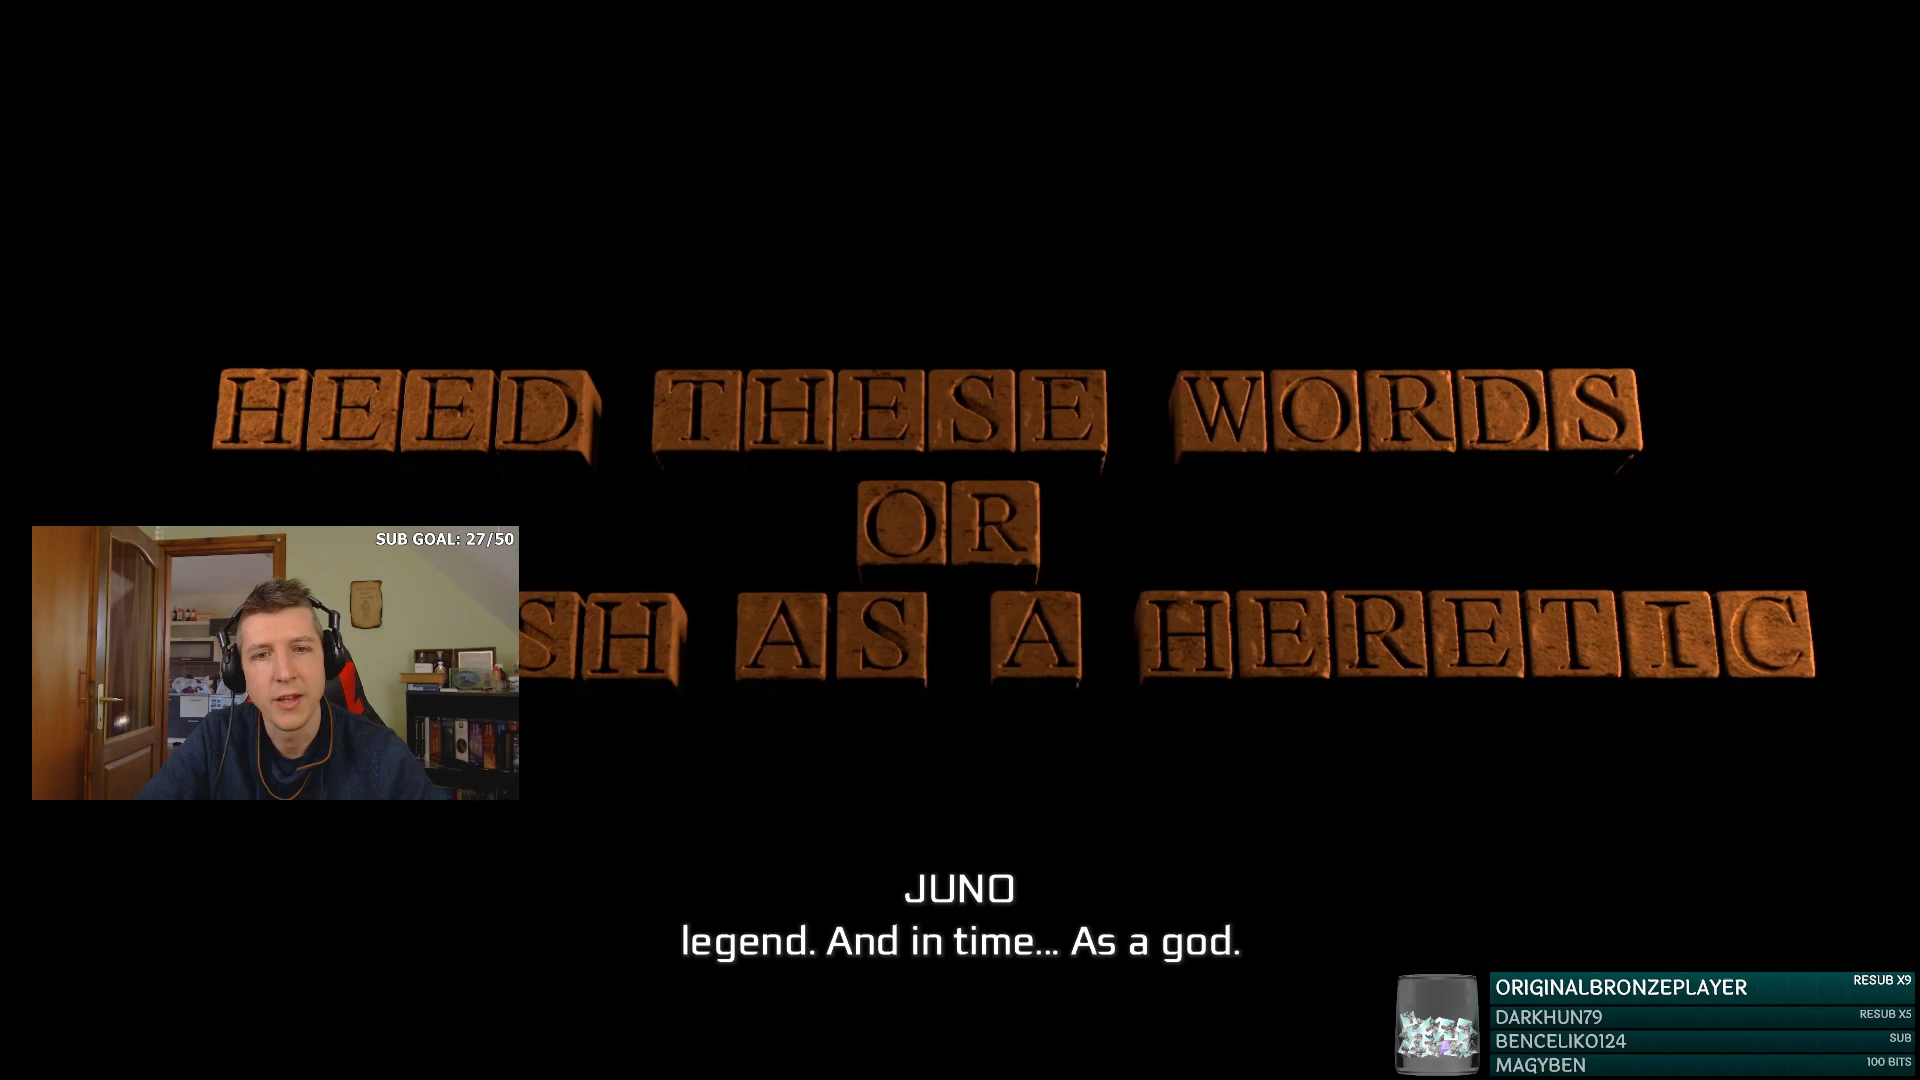 HEED THESE WORDS
OR
SH AS A HERETIC
SUB GOAL: 27/50
JUNO
legend. And in time... As a god.
ORIGINALBRONZEPLAYER RESUB X9
DARKHUN79 RESUB X5
BENCELIKO124 SUB
MAGYBEN 100 BITS